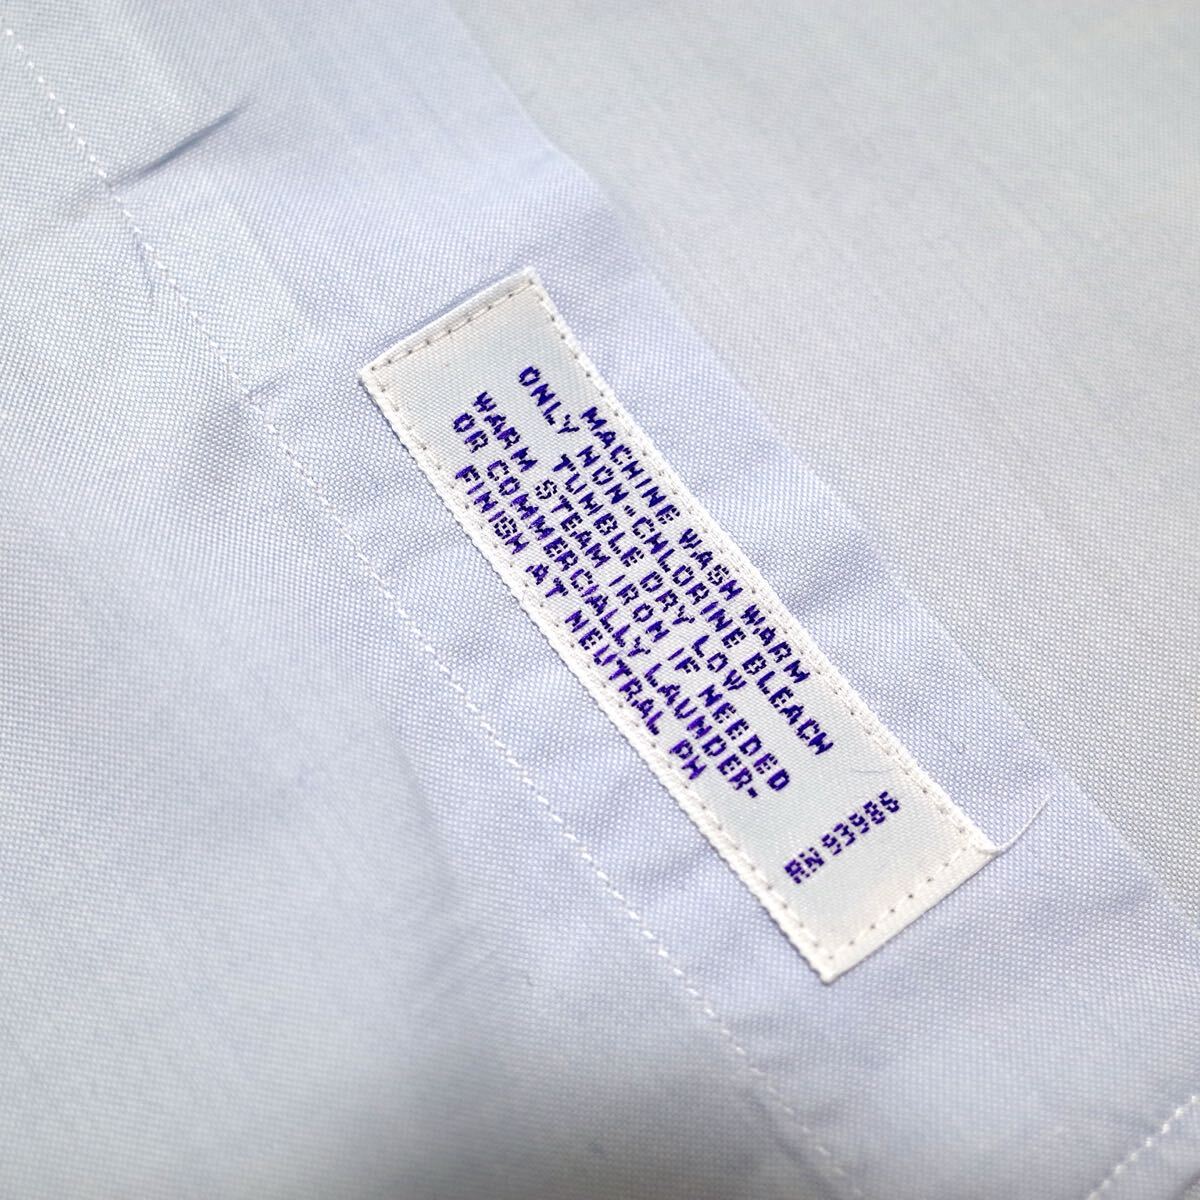 MACHINE WASH WARM
ONLY NON-CHLORINE BLEACH
TUMBLE DRY LOW
WARM STEAM IRON IF NEEDED
OR COMMERCIALLY LAUNDER-
FINISH AT NEUTRAL PH
RN 93985